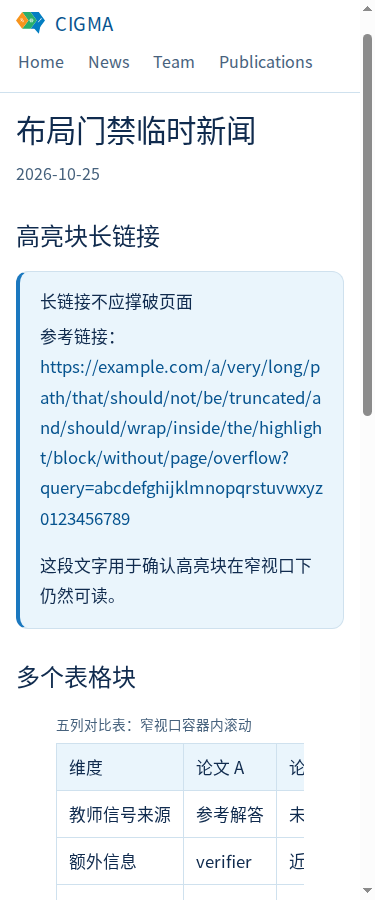 CIGMA
Home News Team Publications
布局门禁临时新闻
2026-10-25
高亮块长链接
长链接不应撑破页面
参考链接：
https://example.com/a/very/long/p
ath/that/should/not/be/truncated/a
nd/should/wrap/inside/the/highligh
t/block/without/page/overflow?
query=abcdefghijklmnopqrstuvwxyz
0123456789
这段文字用于确认高亮块在窄视口下
仍然可读。
多个表格块
五列对比表：窄视口容器内滚动
维度 论文 A 论
教师信号来源 参考解答 未
额外信息 verifier 近